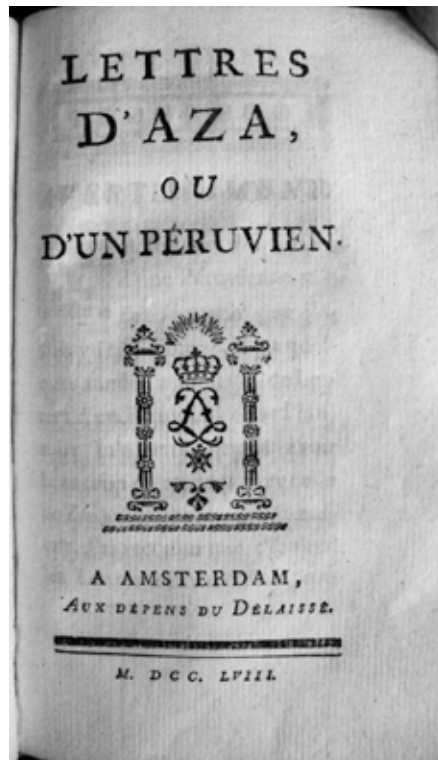 LETTRES
D'AZA,
OU
D'UN PÉRUVIEN.
A AMSTERDAM,
AUX DÉPENS DU DÉLAISSÉ.
M. DCC. LVIII.